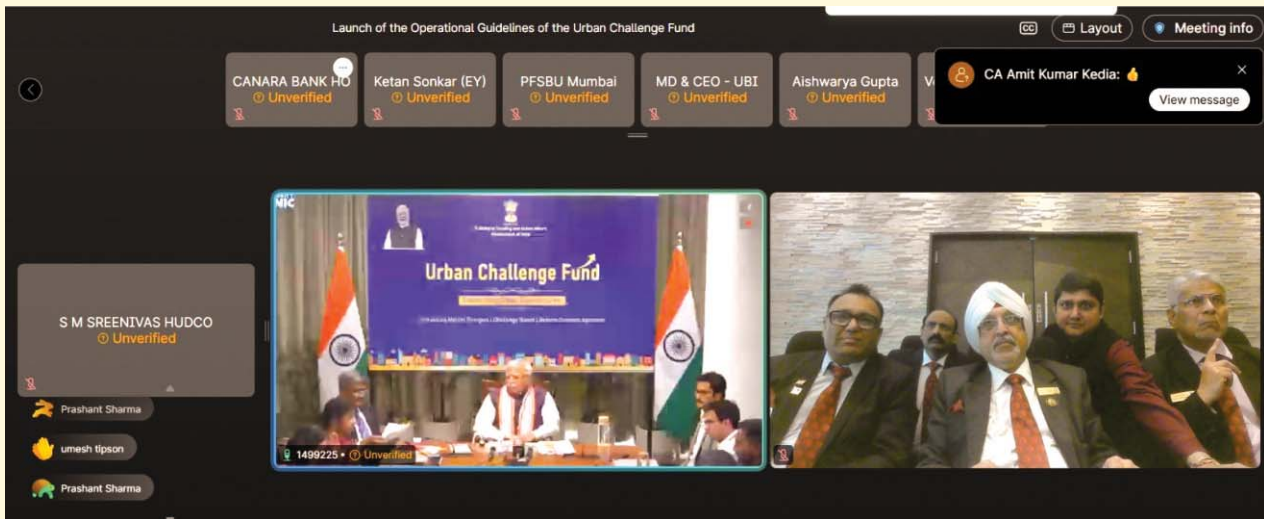 Launch of the Operational Guidelines of the Urban Challenge Fund
CC
Layout
Meeting info
CANARA BANK HO
Unverified
Ketan Sonkar (EY)
Unverified
PFSBU Mumbai
Unverified
MD & CEO - UBI
Unverified
Aishwarya Gupta
Unverified
CA Amit Kumar Kedia: 👍
View message
NIC
Urban Challenge Fund
S M SREENIVAS HUDCO
Unverified
Prashant Sharma
umesh tipson
Prashant Sharma
1499225 • Unverified